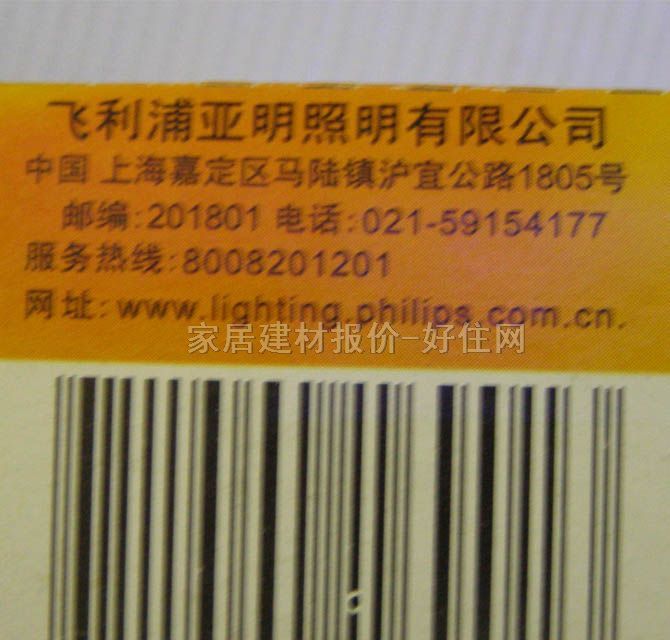 飞利浦亚明照明有限公司
中国 上海嘉定区马陆镇沪宜公路1805号
邮编:201801 电话:021-59154177
服务热线:8008201201
网址: www.lighting.philips.com.cn.
家居建材报价-好住网